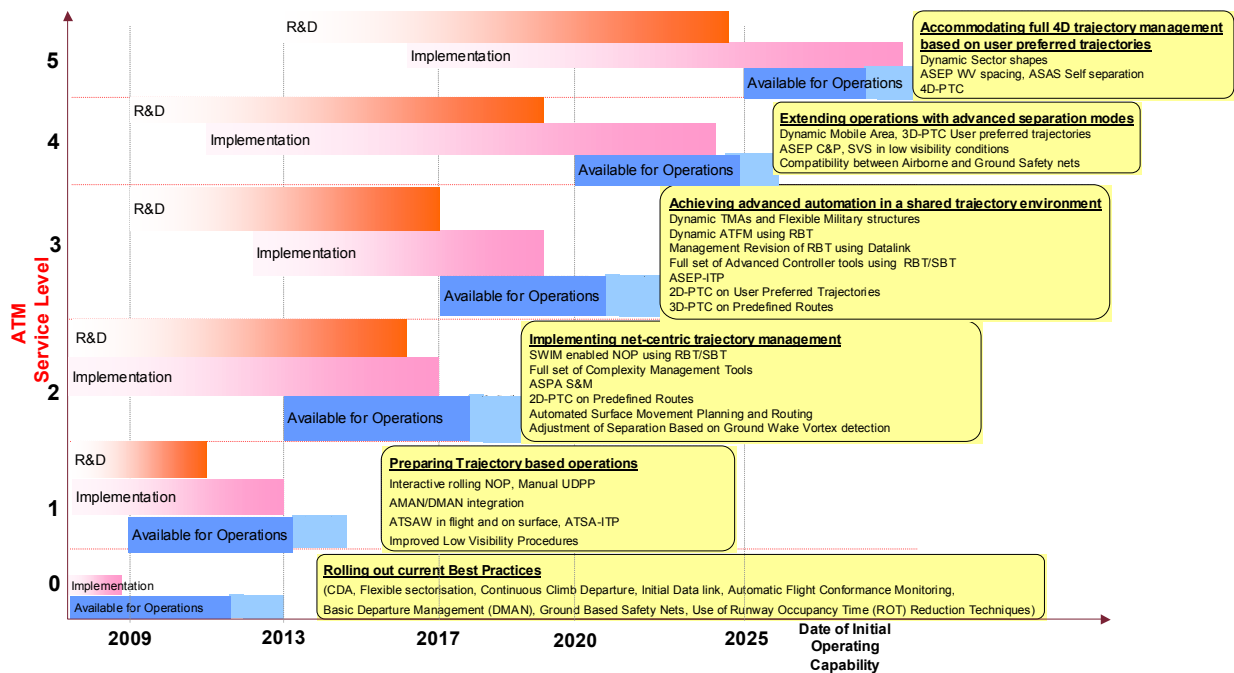 R&D
Implementation
5
Available for Operations
Accommodating full 4D trajectory management
based on user preferred trajectories
Dynamic Sector shapes
ASEP WV spacing, ASAS Self separation
4D-PTC
R&D
Implementation
4
Available for Operations
Extending operations with advanced separation modes
Dynamic Mobile Area, 3D-PTC User preferred trajectories
ASEP C&P, SVS in low visibility conditions
Compatibility between Airborne and Ground Safety nets
R&D
3
Implementation
Available for Operations
Achieving advanced automation in a shared trajectory environment
Dynamic TMAs and Flexible Military structures
Dynamic ATFM using RBT
Management Revision of RBT using Datalink
Full set of Advanced Controller tools using RBT/SBT
ASEP-ITP
2D-PTC on User Preferred Trajectories
3D-PTC on Predefined Routes
ATM
Service Level
R&D
Implementation
2
Available for Operations
Implementing net-centric trajectory management
SWIM enabled NOP using RBT/SBT
Full set of Complexity Management Tools
ASPA S&M
2D-PTC on Predefined Routes
Automated Surface Movement Planning and Routing
Adjustment of Separation Based on Ground Wake Vortex detection
R&D
Implementation
1
Available for Operations
Preparing Trajectory based operations
Interactive rolling NOP, Manual UDPP
AMAN/DMAN integration
ATSAW in flight and on surface, ATSA-ITP
Improved Low Visibility Procedures
0
Implementation
Available for Operations
Rolling out current Best Practices
(CDA, Flexible sectorisation, Continuous Climb Departure, Initial Data link, Automatic Flight Conformance Monitoring,
Basic Departure Management (DMAN), Ground Based Safety Nets, Use of Runway Occupancy Time (ROT) Reduction Techniques)
2009 2013 2017 2020 2025
Date of Initial
Operating
Capability